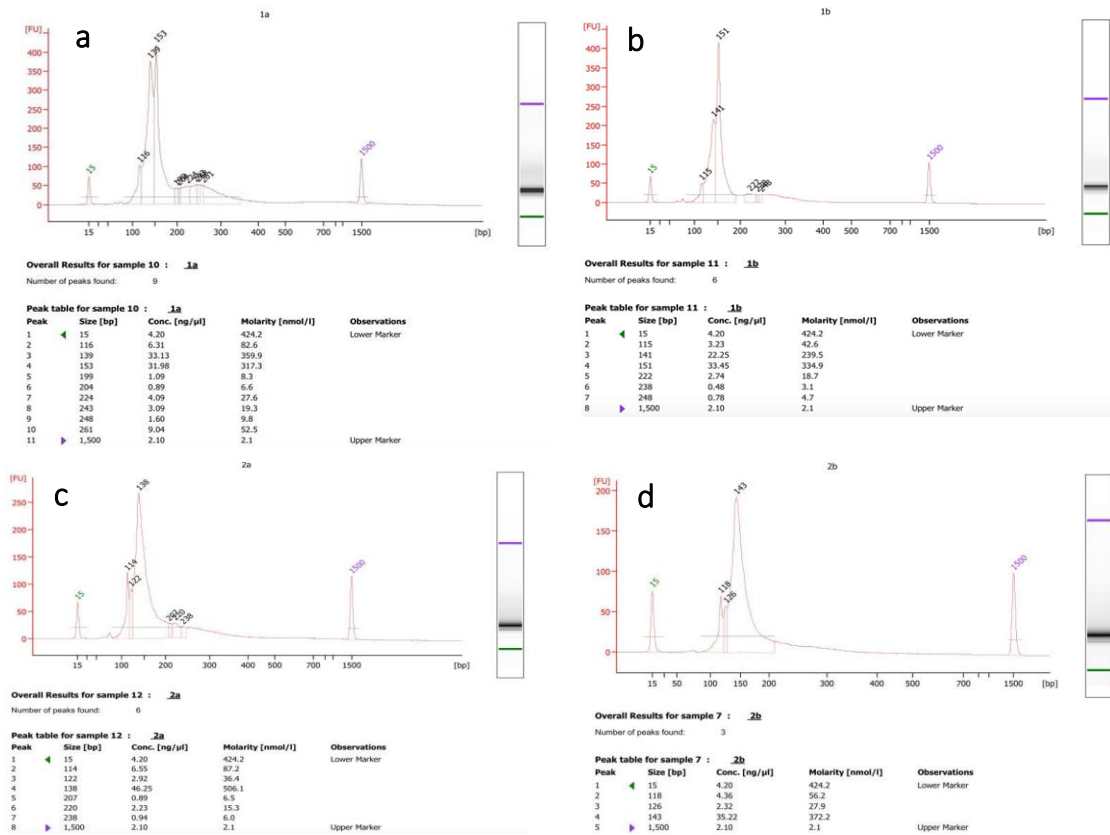 1a
a
[FU]
400
350
300
250
200
150
100
50
0
15
116
139
153
261
1500
15 100 200 300 400 500 700 1500 [bp]
Overall Results for sample 10 : 1a
Number of peaks found: 9
Peak table for sample 10 : 1a
Peak Size [bp] Conc. [ng/µl] Molarity [nmol/l] Observations
1 15 4.20 424.2 Lower Marker
2 116 6.31 82.6
3 139 33.13 359.9
4 153 31.98 317.3
5 199 1.09 8.3
6 204 0.89 6.6
7 224 4.09 27.6
8 243 3.09 19.3
9 248 1.60 9.8
10 261 9.04 52.5
11 1,500 2.10 2.1 Upper Marker
1b
b
[FU]
400
350
300
250
200
150
100
50
0
15
115
141
151
222
248
1500
15 100 200 300 400 500 700 1500 [bp]
Overall Results for sample 11 : 1b
Number of peaks found: 6
Peak table for sample 11 : 1b
Peak Size [bp] Conc. [ng/µl] Molarity [nmol/l] Observations
1 15 4.20 424.2 Lower Marker
2 115 3.23 42.6
3 141 22.25 239.5
4 151 33.45 334.9
5 222 2.74 18.7
6 238 0.48 3.1
7 248 0.78 4.7
8 1,500 2.10 2.1 Upper Marker
2a
c
[FU]
250
200
150
100
50
0
15
114
122
138
207
220
238
1500
15 100 200 300 400 500 700 1500 [bp]
Overall Results for sample 12 : 2a
Number of peaks found: 6
Peak table for sample 12 : 2a
Peak Size [bp] Conc. [ng/µl] Molarity [nmol/l] Observations
1 15 4.20 424.2 Lower Marker
2 114 6.55 87.2
3 122 2.92 36.4
4 138 46.25 506.1
5 207 0.89 6.5
6 220 2.23 15.3
7 238 0.94 6.0
8 1,500 2.10 2.1 Upper Marker
2b
d
[FU]
200
150
100
50
0
15
118
126
143
1500
15 50 100 150 200 300 500 700 1500 [bp]
Overall Results for sample 7 : 2b
Number of peaks found: 3
Peak table for sample 7 : 2b
Peak Size [bp] Conc. [ng/µl] Molarity [nmol/l] Observations
1 15 4.20 424.2 Lower Marker
2 118 4.36 56.2
3 126 2.32 27.9
4 143 35.22 372.2
5 1,500 2.10 2.1 Upper Marker